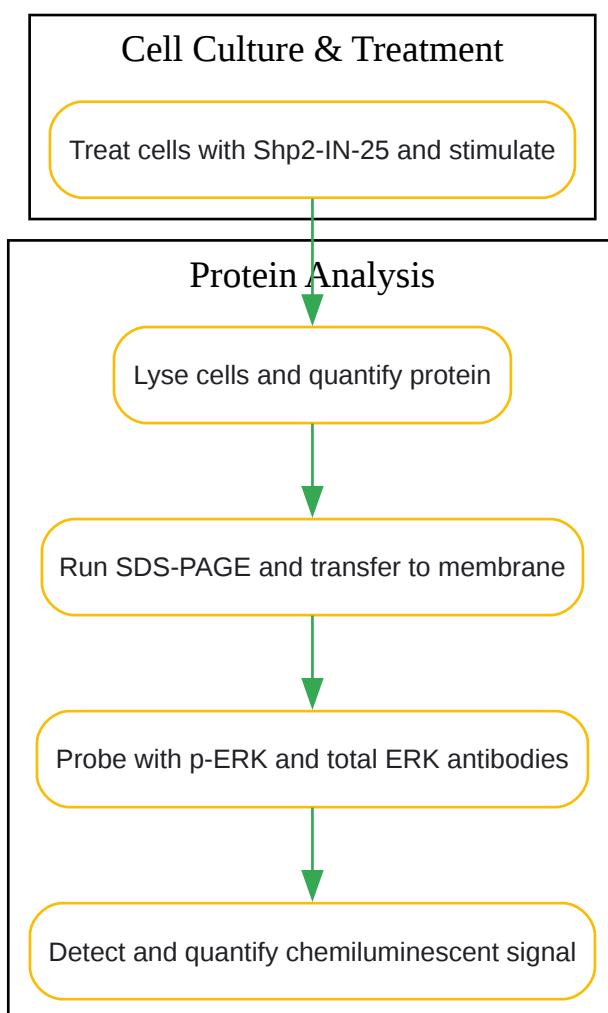 Cell Culture & Treatment
Treat cells with Shp2-IN-25 and stimulate
Protein Analysis
Lyse cells and quantify protein
Run SDS-PAGE and transfer to membrane
Probe with p-ERK and total ERK antibodies
Detect and quantify chemiluminescent signal